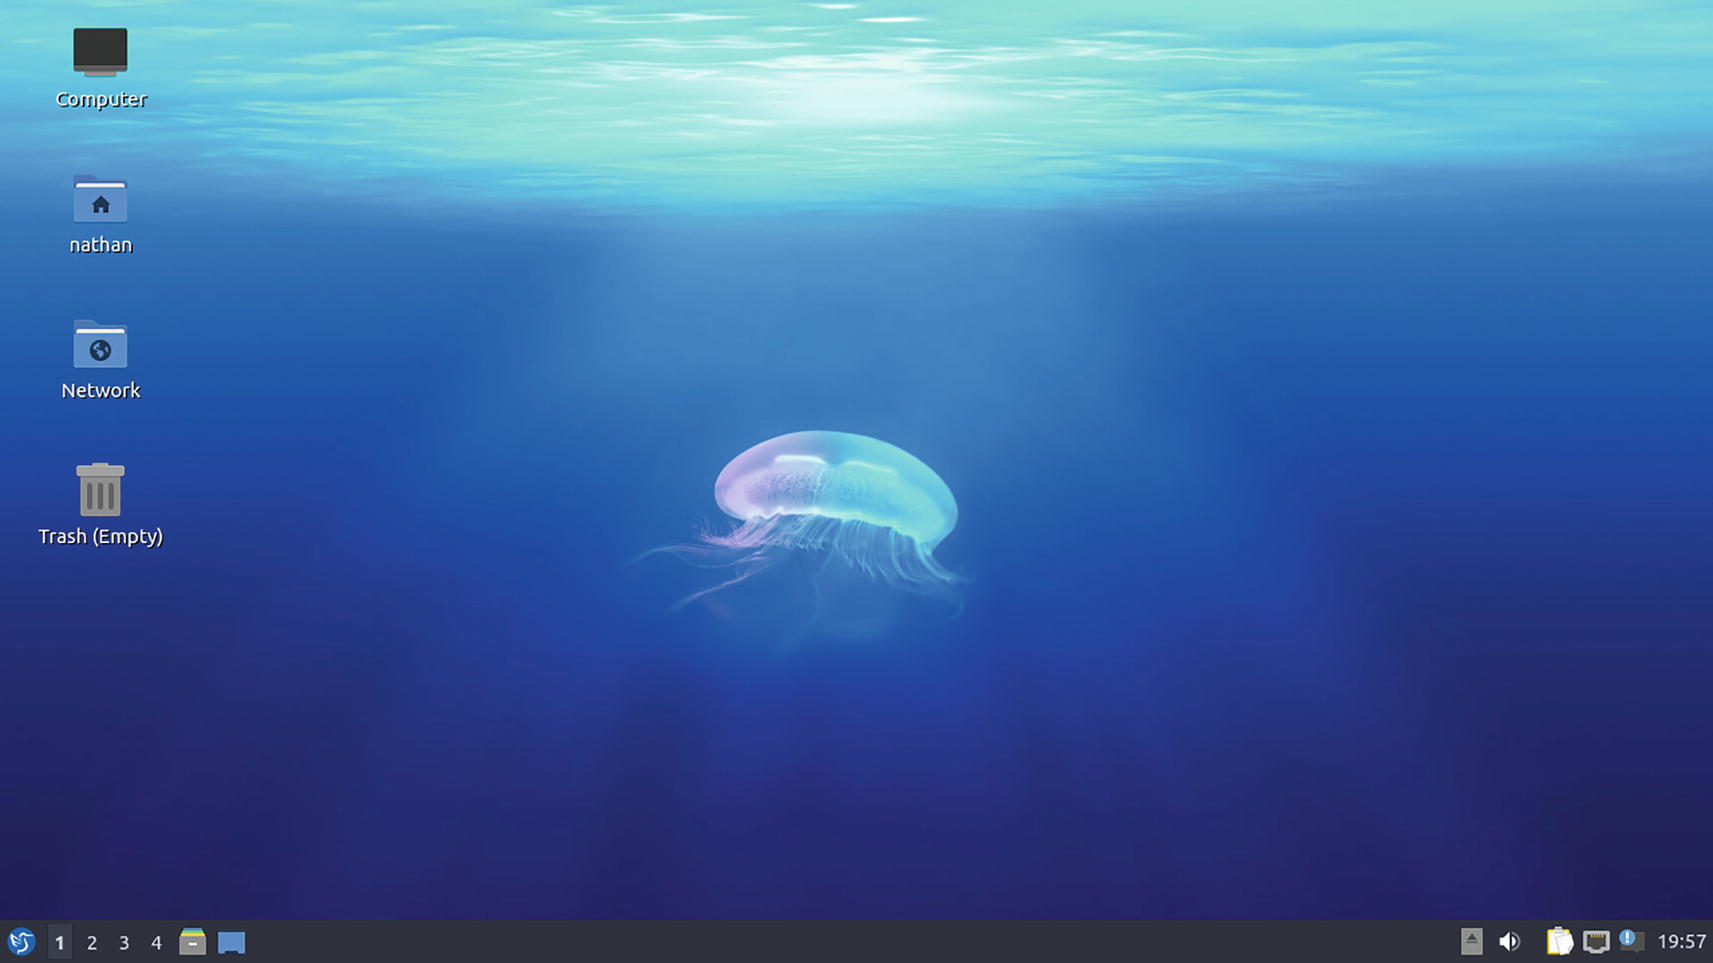 Computer
nathan
Network
Trash (Empty)
1 2 3 4 19:57